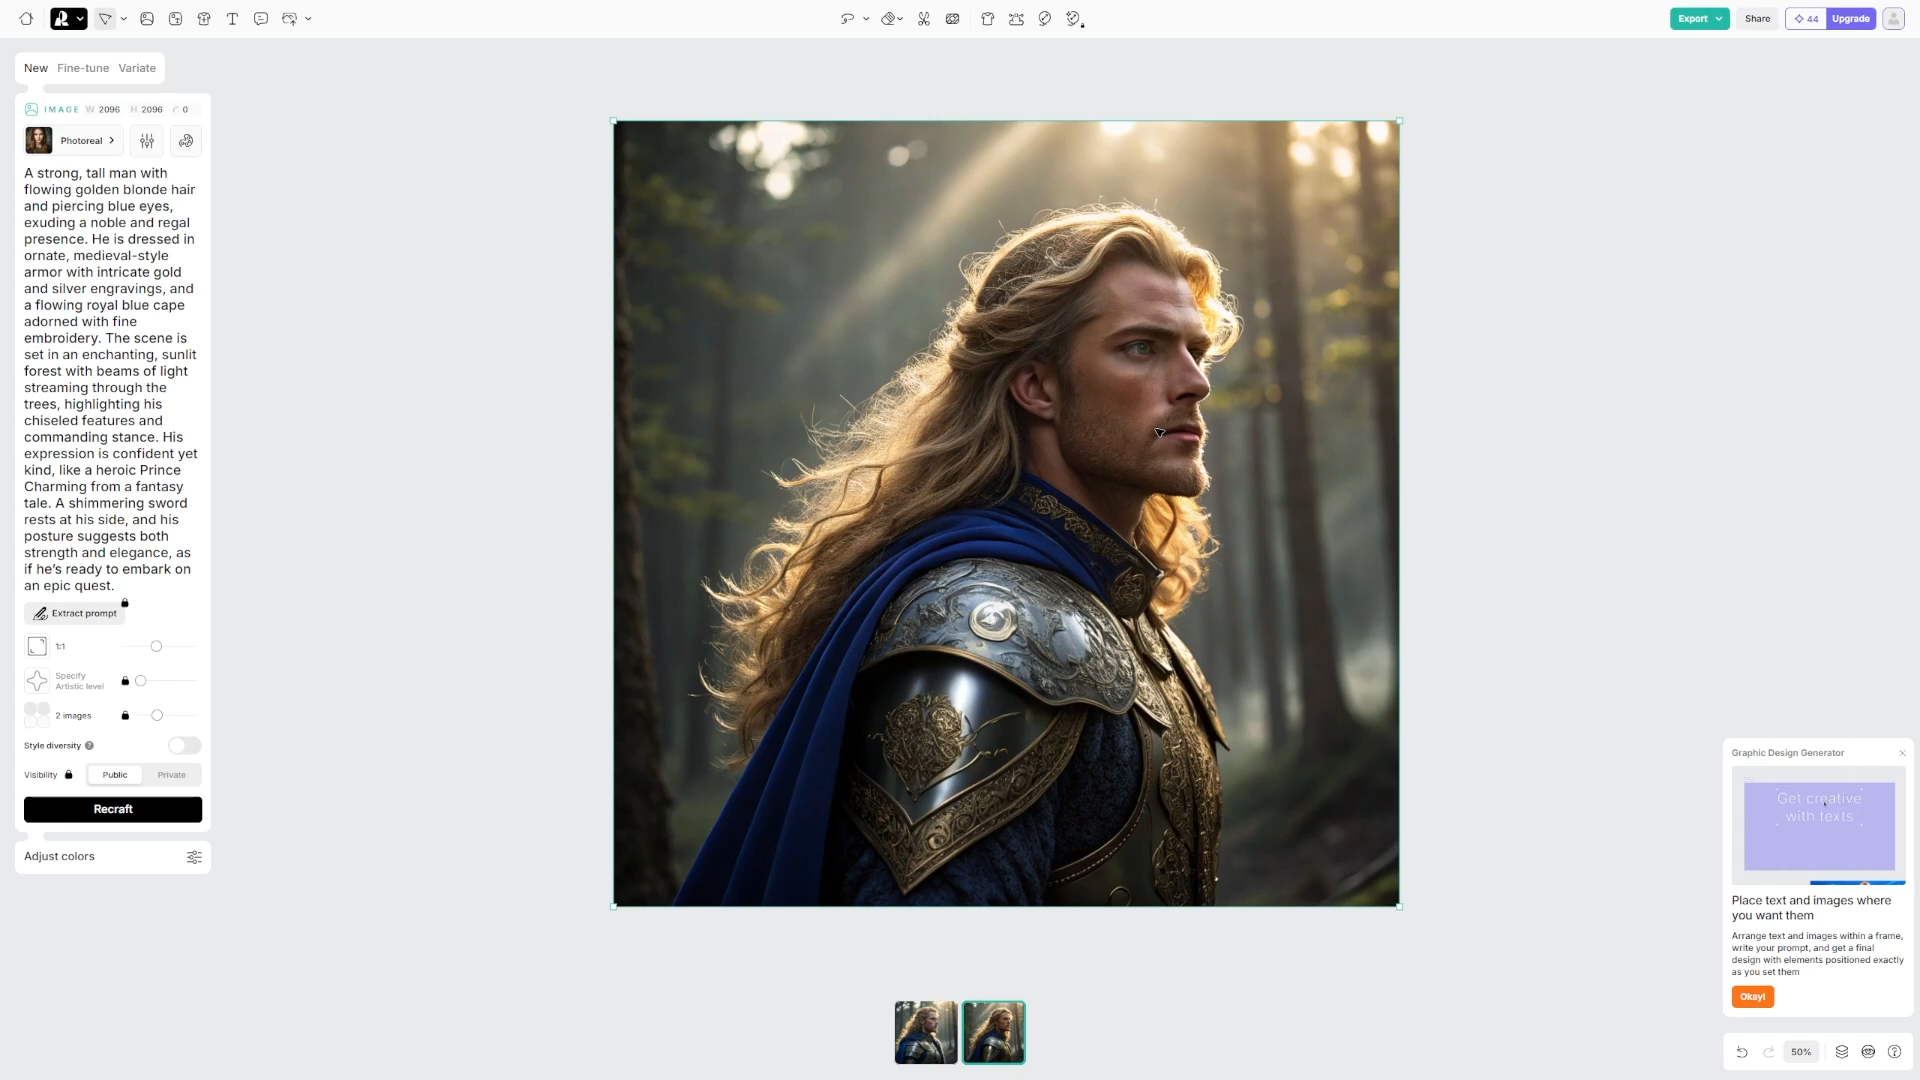 Export
Share
44
Upgrade
New
Fine-tune
Variate
IMAGE W 2096 H 2096 0
Photoreal
A strong, tall man with
flowing golden blonde hair
and piercing blue eyes,
exuding a noble and regal
presence. He is dressed in
ornate, medieval-style
armor with intricate gold
and silver engravings, and
a flowing royal blue cape
adorned with fine
embroidery. The scene is
set in an enchanting, sunlit
forest with beams of light
streaming through the
trees, highlighting his
chiseled features and
commanding stance. His
expression is confident yet
kind, like a heroic Prince
Charming from a fantasy
tale. A shimmering sword
rests at his side, and his
posture suggests both
strength and elegance, as
if he's ready to embark on
an epic quest.
Extract prompt
1:1
Specify
Artistic level
2 images
Style diversity ?
Visibility
Public
Private
Recraft
Adjust colors
Graphic Design Generator
Get creative
with texts
Place text and images where
you want them
Arrange text and images within a frame,
write your prompt, and get a final
design with elements positioned exactly
as you set them
Okay!
50%